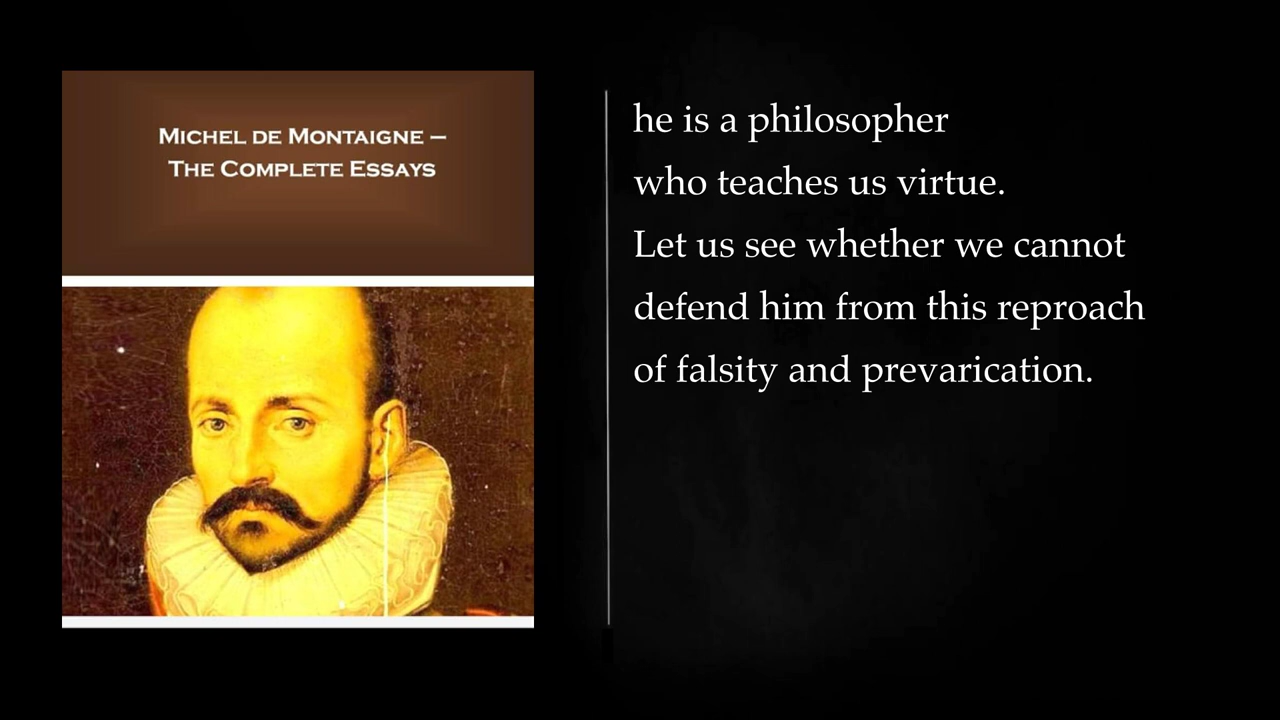 MICHEL DE MONTAIGNE –
THE COMPLETE ESSAYS
he is a philosopher
who teaches us virtue.
Let us see whether we cannot
defend him from this reproach
of falsity and prevarication.